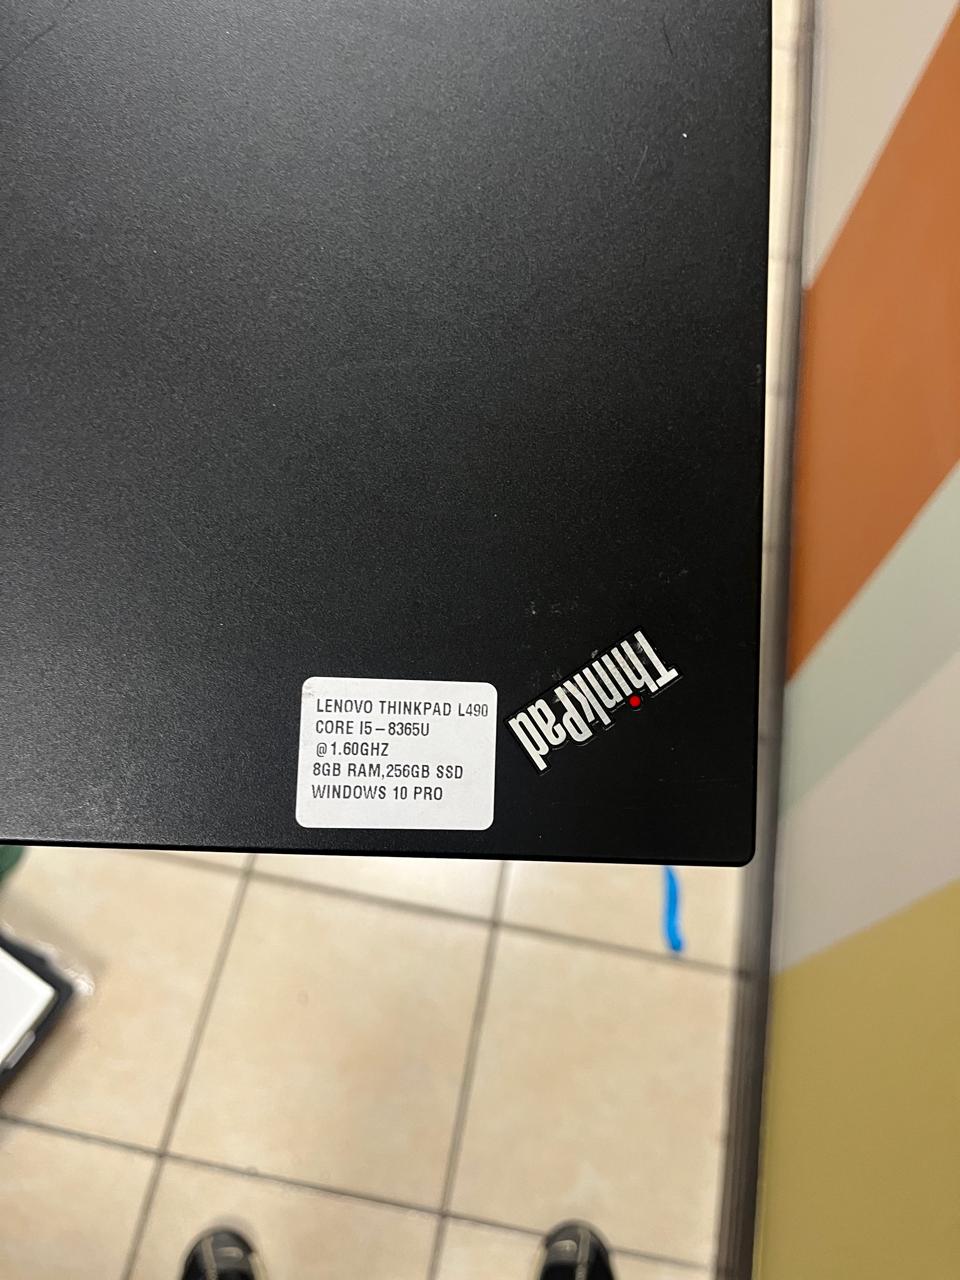 LENOVO THINKPAD L490
CORE I5-8365U
@1.60GHZ
8GB RAM,256GB SSD
WINDOWS 10 PRO
ThinkPad